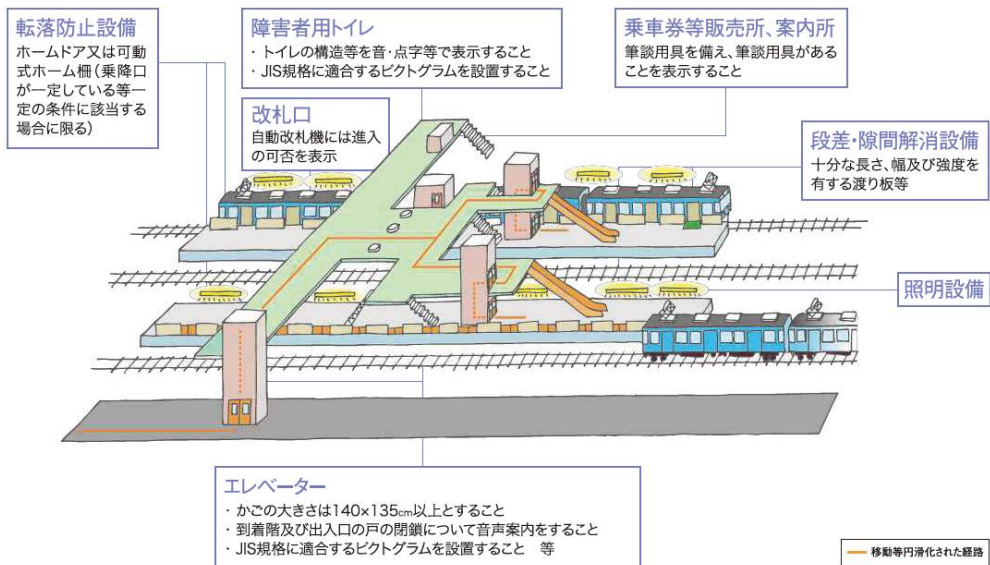 転落防止設備
ホームドア又は可動
式ホーム柵(乗降口
が一定している等一
定の条件に該当する
場合に限る)
障害者用トイレ
・ トイレの構造等を音・点字等で表示すること
・ JIS規格に適合するピクトグラムを設置すること
乗車券等販売所、案内所
筆談用具を備え、筆談用具がある
ことを表示すること
改札口
自動改札機には進入
の可否を表示
段差・隙間解消設備
十分な長さ、幅及び強度を
有する渡り板等
照明設備
エレベーター
・ かごの大きさは140×135cm以上とすること
・ 到着階及び出入口の戸の閉鎖について音声案内をすること
・ JIS規格に適合するピクトグラムを設置すること 等
移動等円滑化された経路